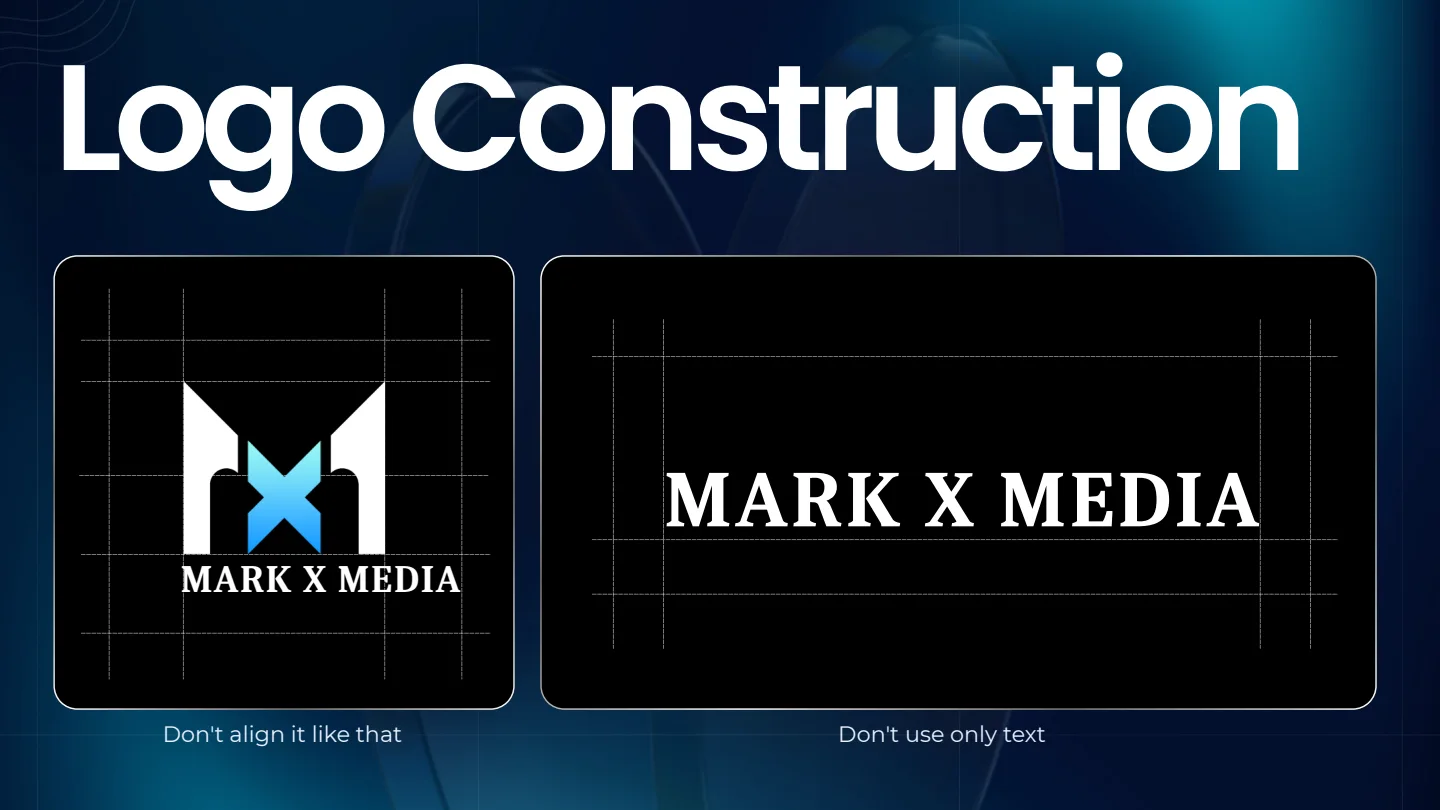 Logo Construction
MARK X MEDIA
MARK X MEDIA
Don't align it like that
Don't use only text